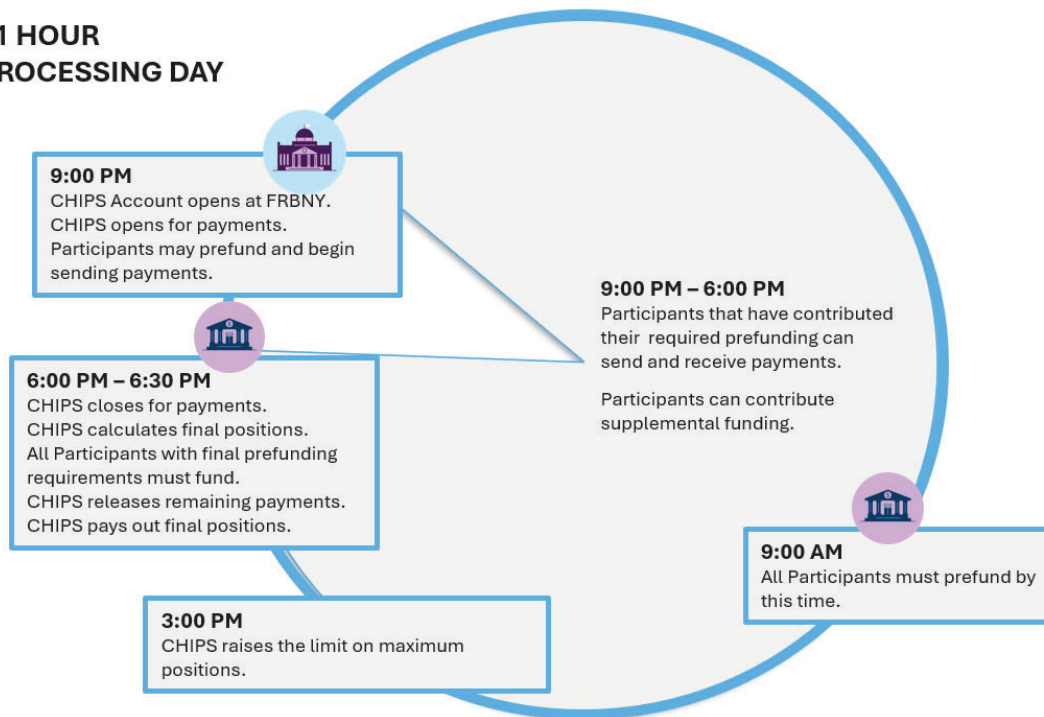 1 HOUR
ROCESSING DAY
9:00 PM
CHIPS Account opens at FRBNY.
CHIPS opens for payments.
Participants may prefund and begin
sending payments.
9:00 PM – 6:00 PM
Participants that have contributed
their required prefunding can
send and receive payments.
Participants can contribute
supplemental funding.
6:00 PM – 6:30 PM
CHIPS closes for payments.
CHIPS calculates final positions.
All Participants with final prefunding
requirements must fund.
CHIPS releases remaining payments.
CHIPS pays out final positions.
9:00 AM
All Participants must prefund by
this time.
3:00 PM
CHIPS raises the limit on maximum
positions.